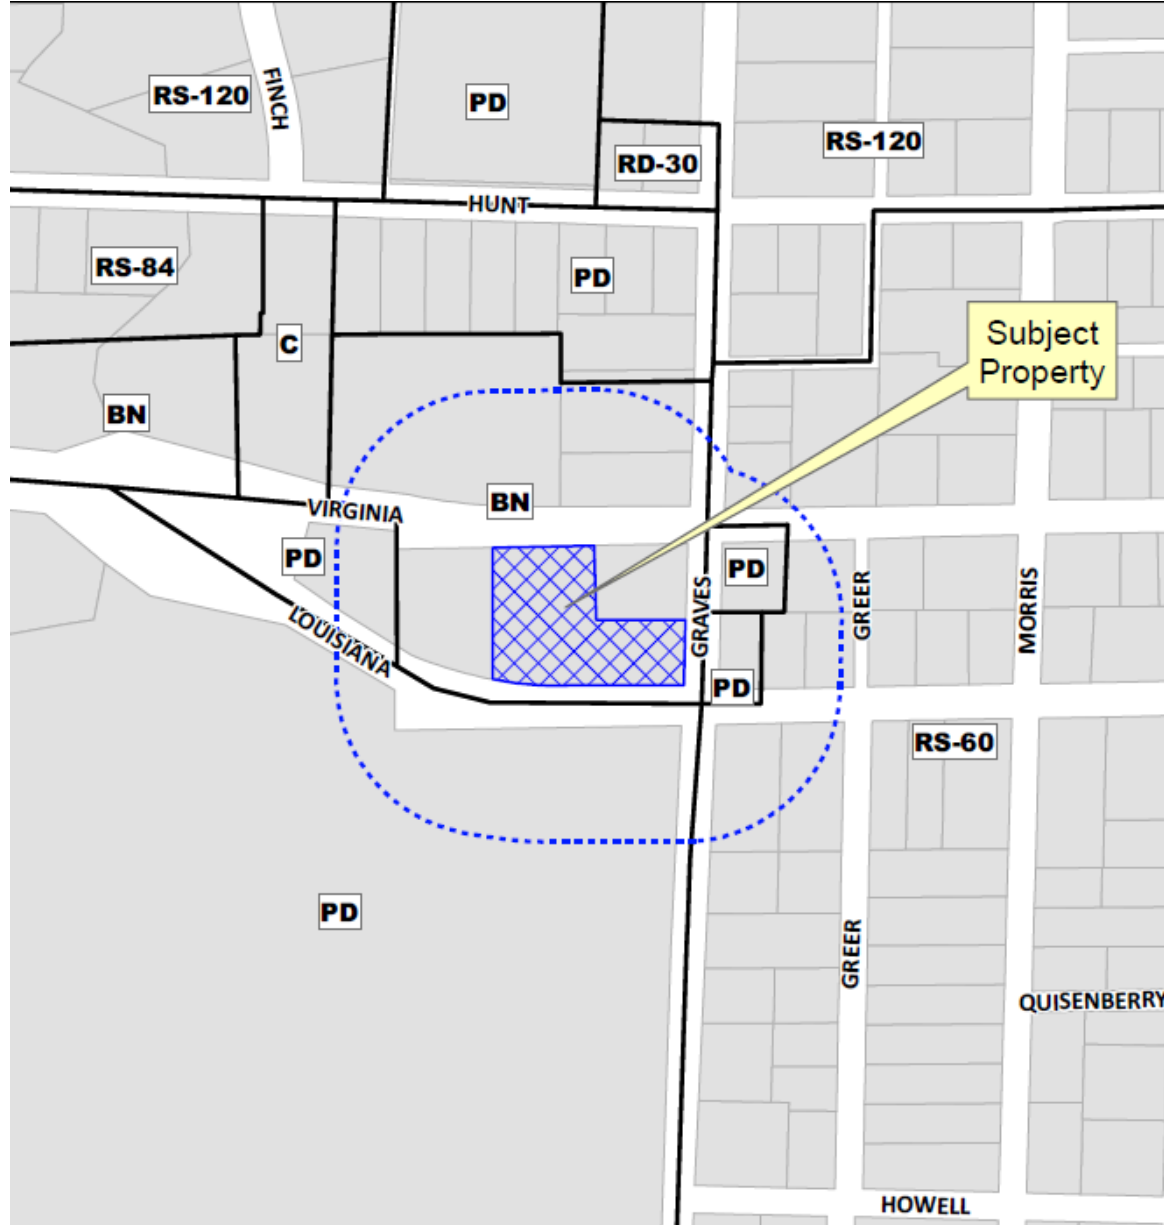 FINCH
RS-120
PD
RS-120
RD-30
HUNT
RS-84
PD
C
Subject
Property
BN
BN
VIRGINIA
PD
PD
GRAVES
GREER
MORRIS
LOUISIANA
PD
RS-60
PD
GREER
QUISENBERRY
HOWELL